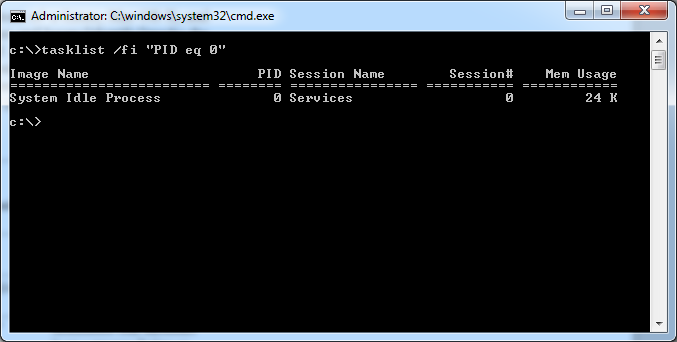 Administrator: C:\windows\system32\cmd.exe
c:\>tasklist /fi "PID eq 0"
Image Name                     PID Session Name        Session#    Mem Usage
========================= ======== ================ =========== ============
System Idle Process              0 Services                   0         24 K
c:\>